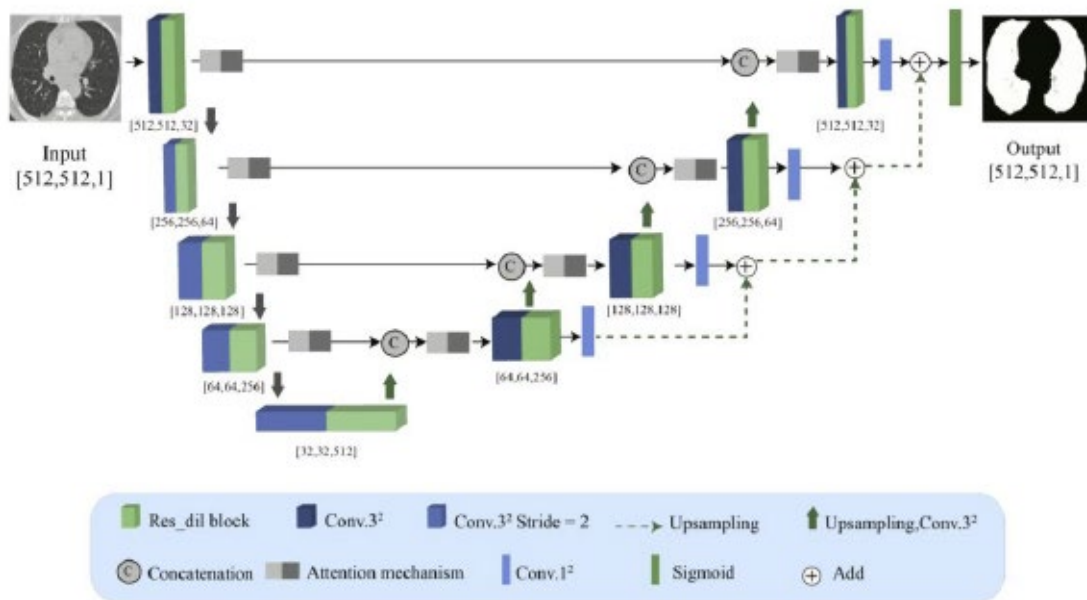 Input
[512,512,1]
[512,512,32]
[256,256,64]
[128,128,128]
[64,64,256]
[32,32,512]
C
C
C
C
[64,64,256]
[128,128,128]
[256,256,64]
[512,512,32]
Output
[512,512,1]
Res_dil block
Conv.3²
Conv.3² Stride = 2
Upsampling
Upsampling,Conv.3²
C Concatenation
Attention mechanism
Conv.1²
Sigmoid
Add